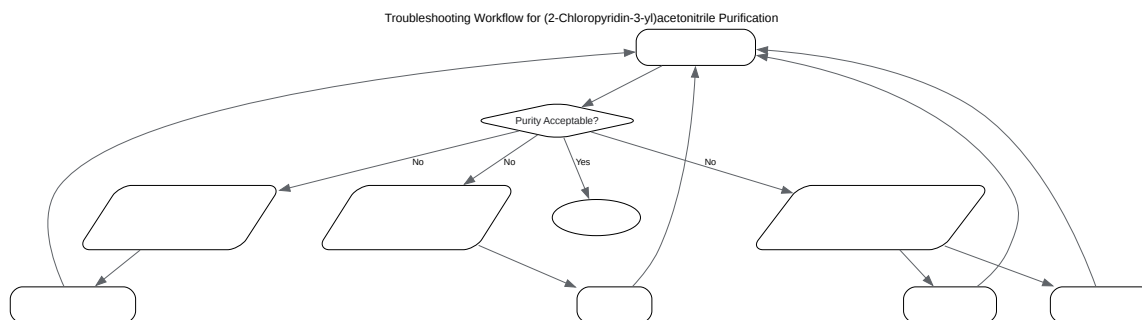 Troubleshooting Workflow for (2-Chloropyridin-3-yl)acetonitrile Purification
Purity Acceptable?
No
No
Yes
No